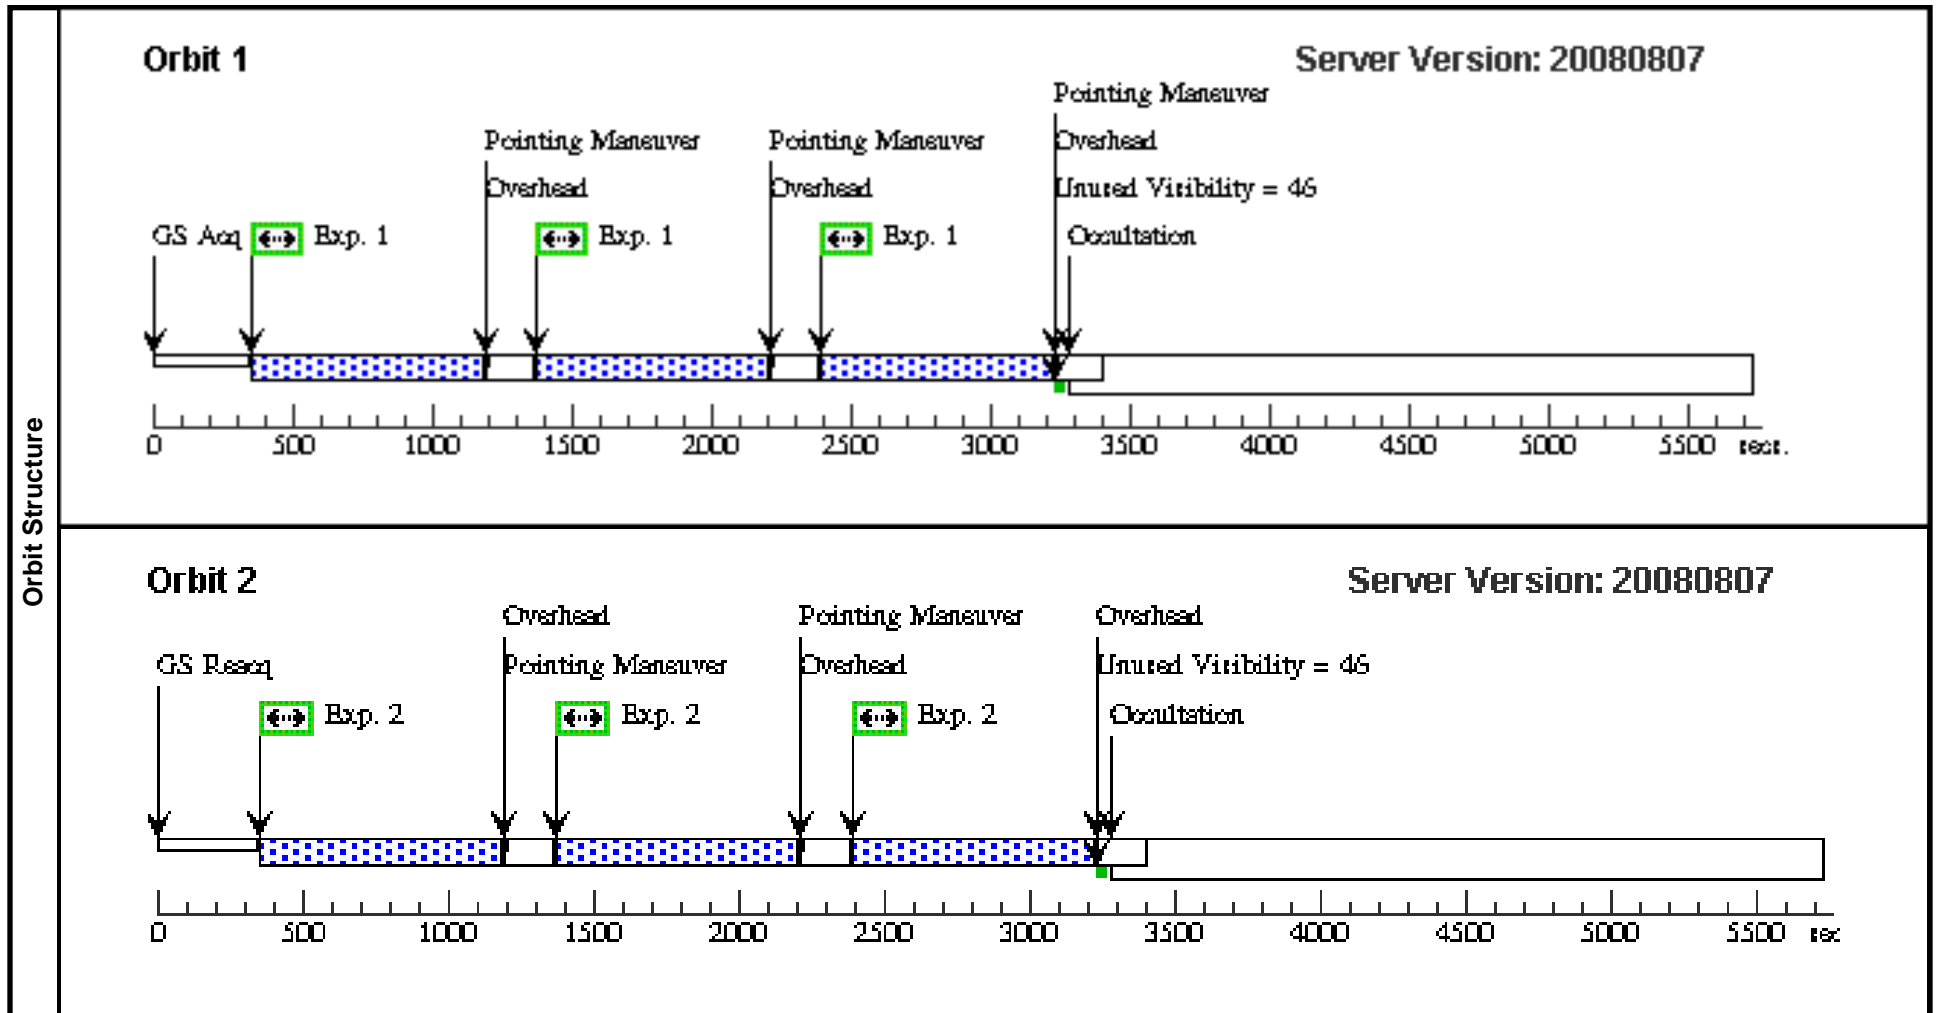 Orbit Structure
Orbit 1
Server Version: 20080807
Pointing Maneuver
Pointing Maneuver
Pointing Maneuver
Overhead
Overhead
Overhead
Unused Visibility = 46
GS Acq
Exp. 1
Exp. 1
Exp. 1
Occultation
0 500 1000 1500 2000 2500 3000 3500 4000 4500 5000 5500 secs.
Orbit 2
Server Version: 20080807
Overhead
Pointing Maneuver
Overhead
GS Reacq
Pointing Maneuver
Overhead
Unused Visibility = 46
Exp. 2
Exp. 2
Exp. 2
Occultation
0 500 1000 1500 2000 2500 3000 3500 4000 4500 5000 5500 sec